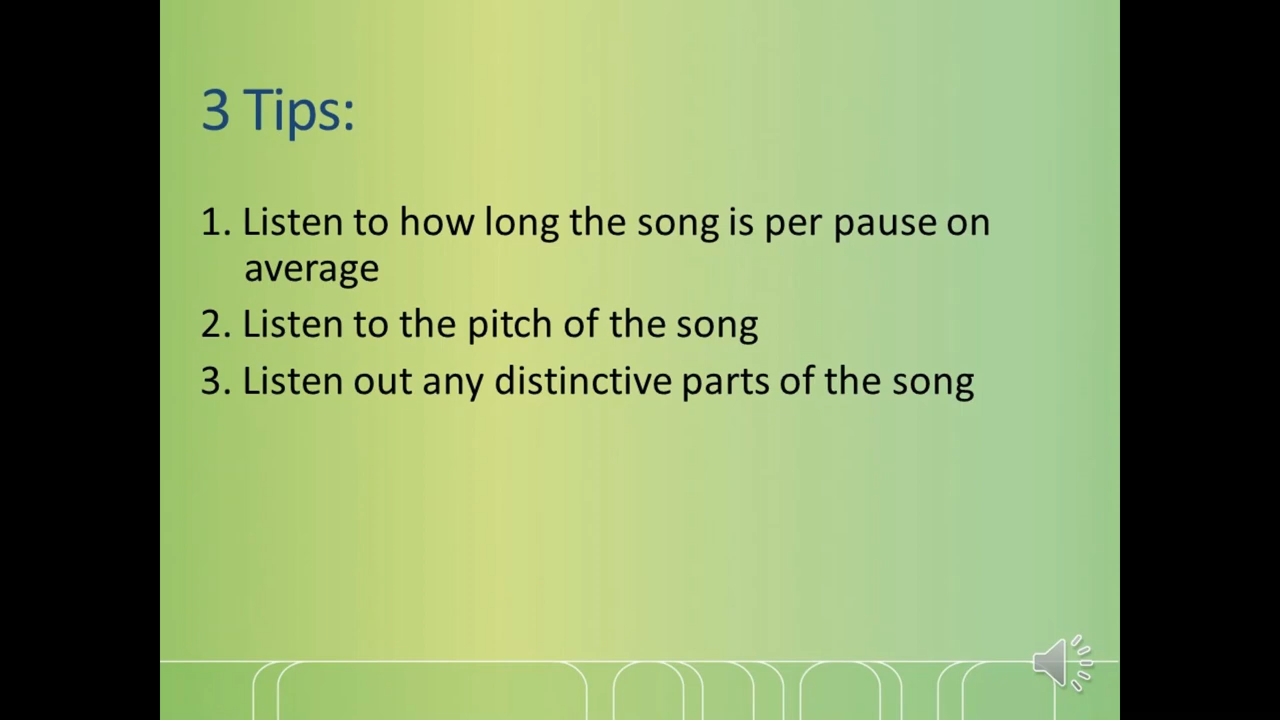 3 Tips:
1. Listen to how long the song is per pause on
average
2. Listen to the pitch of the song
3. Listen out any distinctive parts of the song